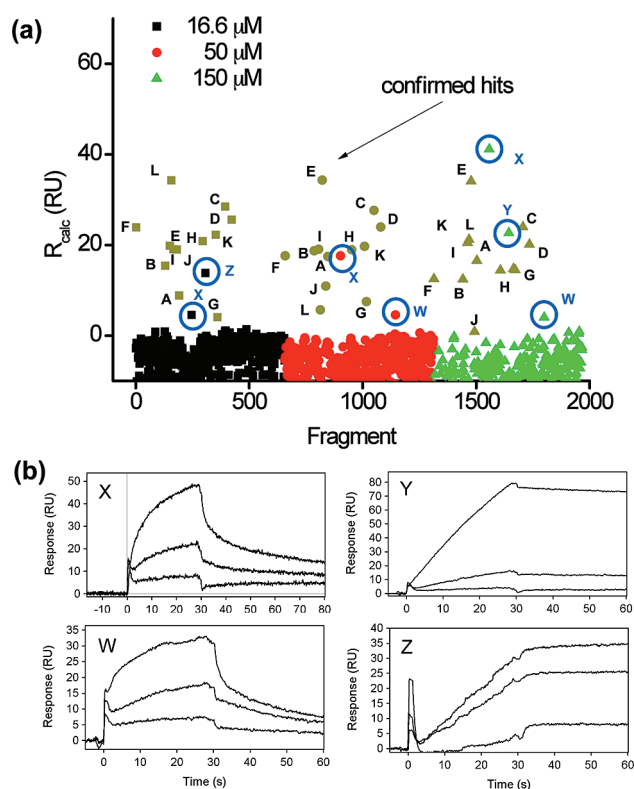 (a)
16.6 μM
50 μM
150 μM
confirmed hits
R calc (RU)
60
40
20
0
L
F
E
B
I
J
H
A
C
D
K
Z
X
G
E
F
B
I
A
J
L
H
X
C
D
K
G
W
X
E
K
L
I
F
B
A
J
H
Y
C
D
G
W
0 500 1000 1500 2000
Fragment
(b)
X
Response (RU)
50
40
30
20
10
0
-10 0 10 20 30 40 50 60 70 80
Y
Response (RU)
80
70
60
50
40
30
20
10
0
0 10 20 30 40 50 60
W
Response (RU)
35
30
25
20
15
10
5
0
0 10 20 30 40 50 60
Time (s)
Z
Response (RU)
40
35
30
25
20
15
10
5
0
0 10 20 30 40 50 60
Time (s)